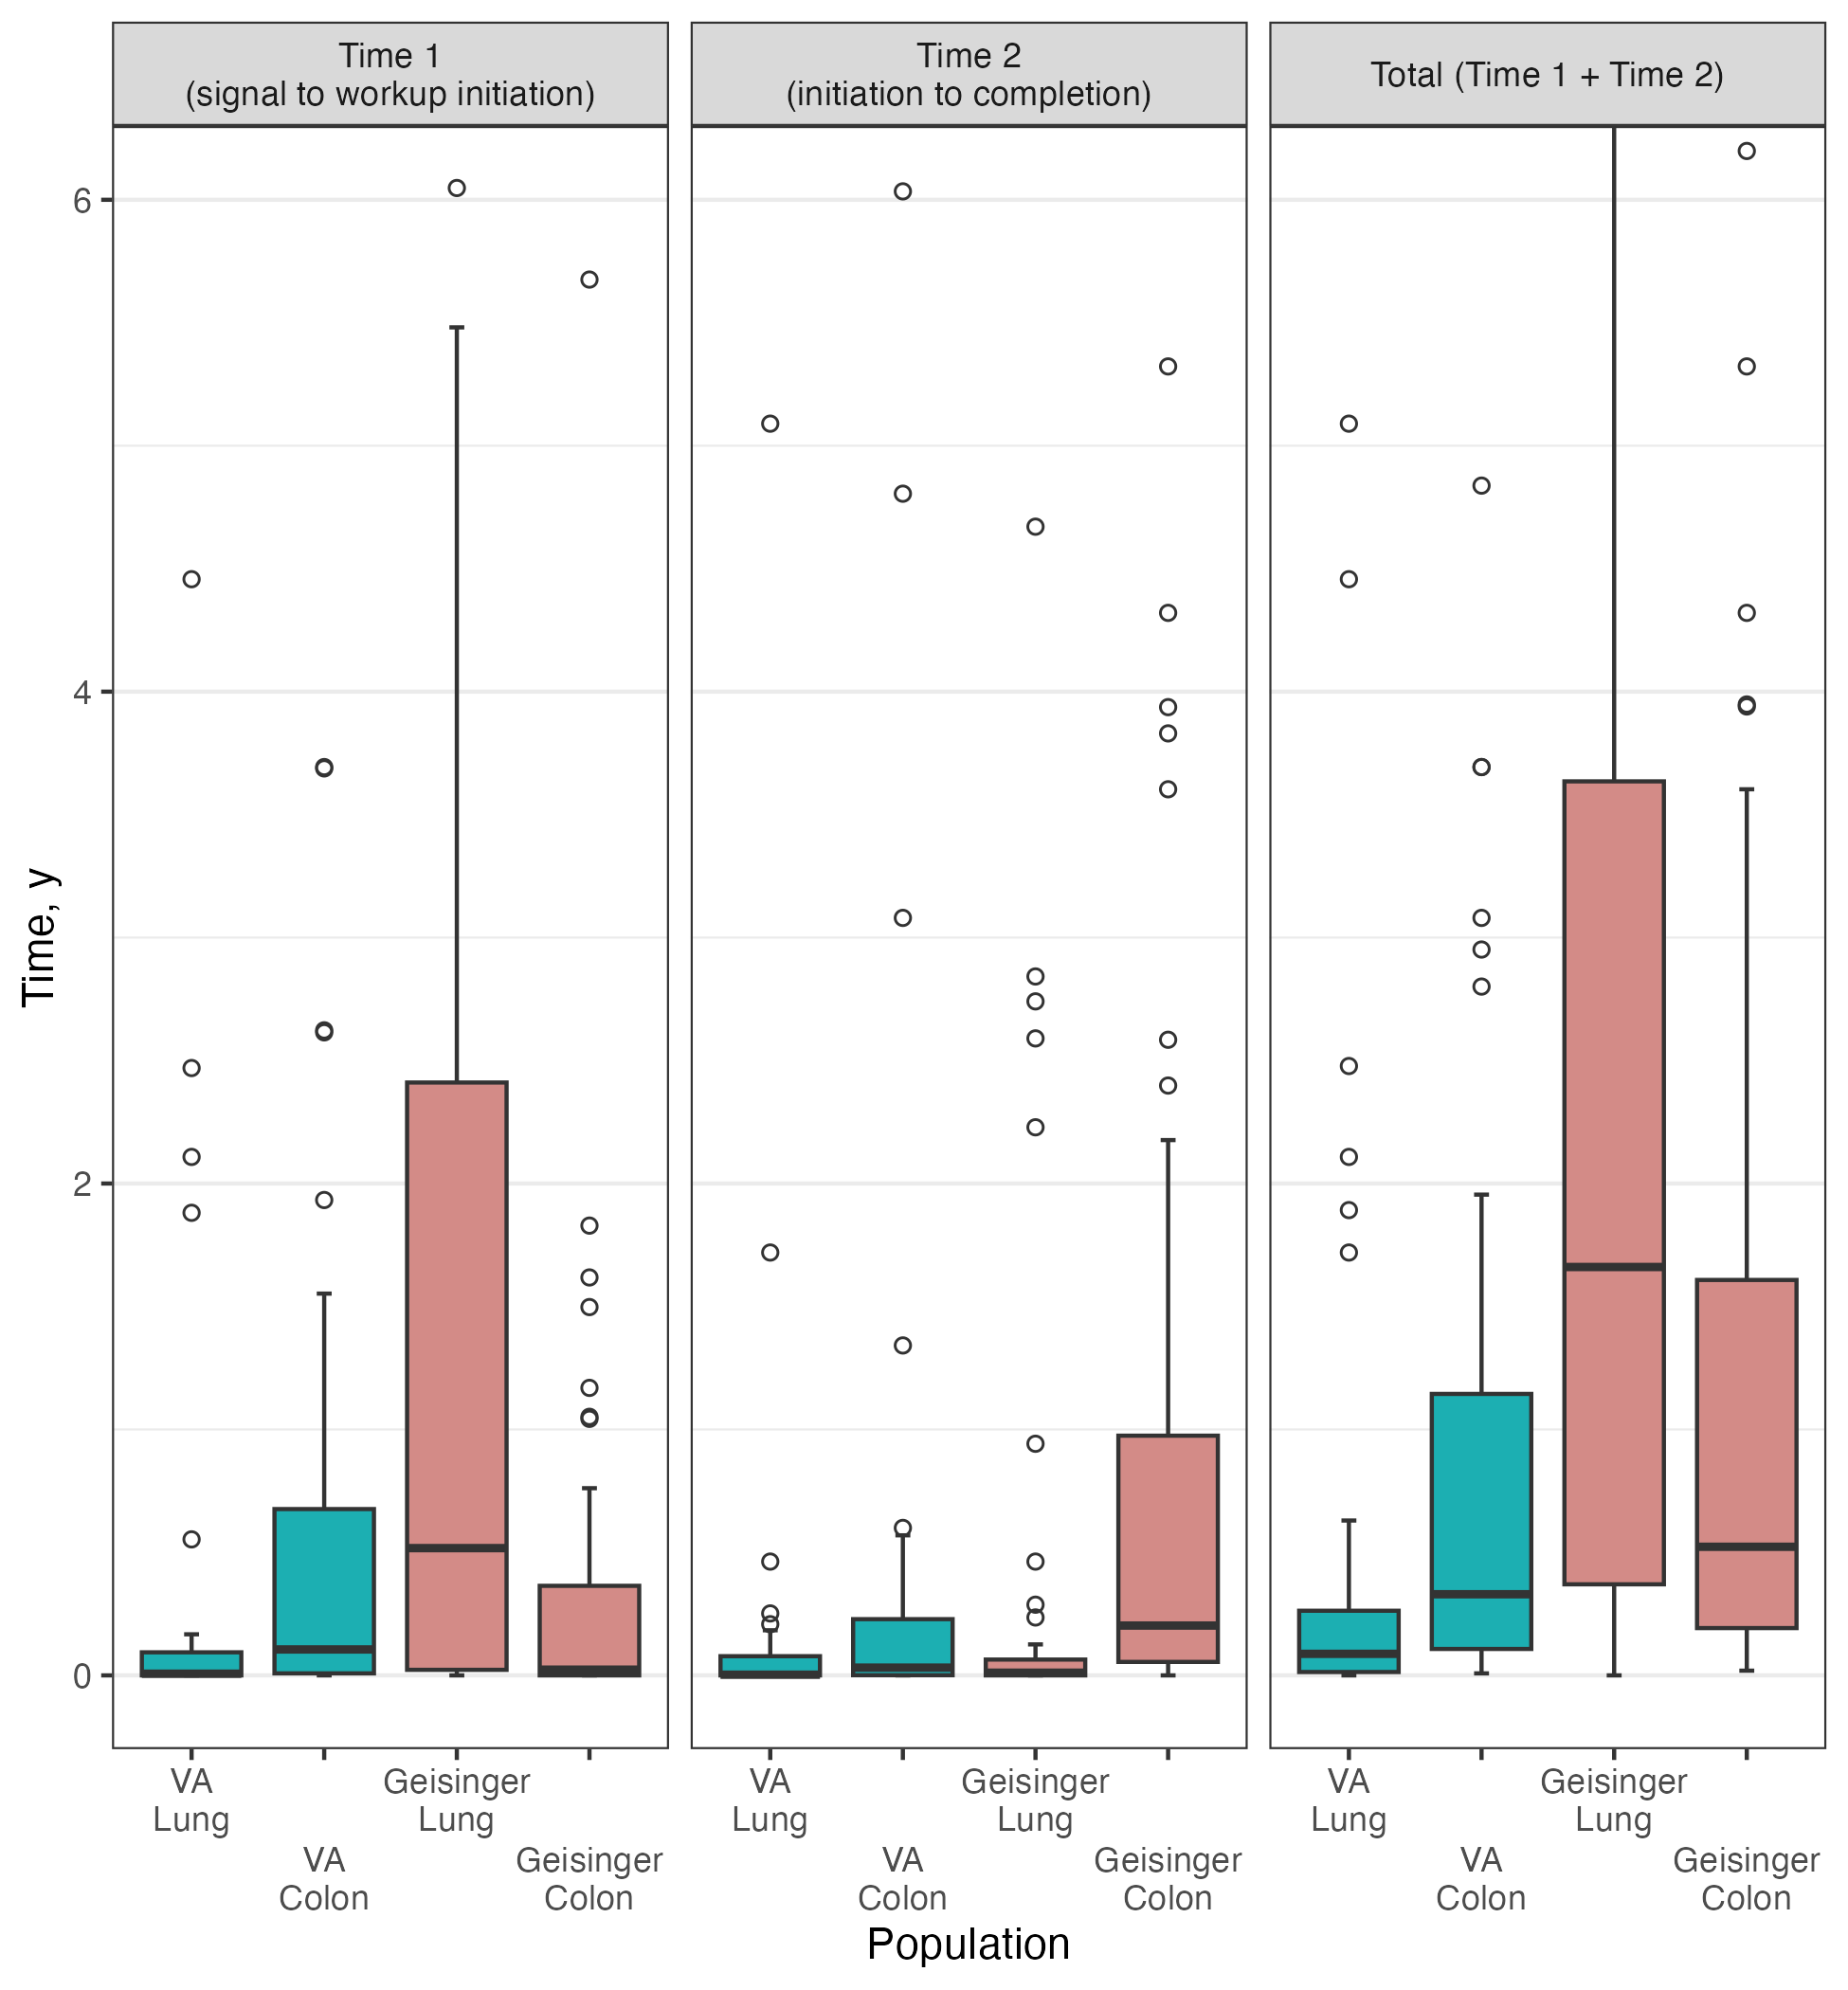 Time 1
(signal to workup initiation)
Time 2
(initiation to completion)
Total (Time 1 + Time 2)
Time, y
6
4
2
0
VA
Lung
VA
Colon
Geisinger
Lung
Geisinger
Colon
VA
Lung
VA
Colon
Geisinger
Lung
Geisinger
Colon
VA
Lung
VA
Colon
Geisinger
Lung
Geisinger
Colon
Population